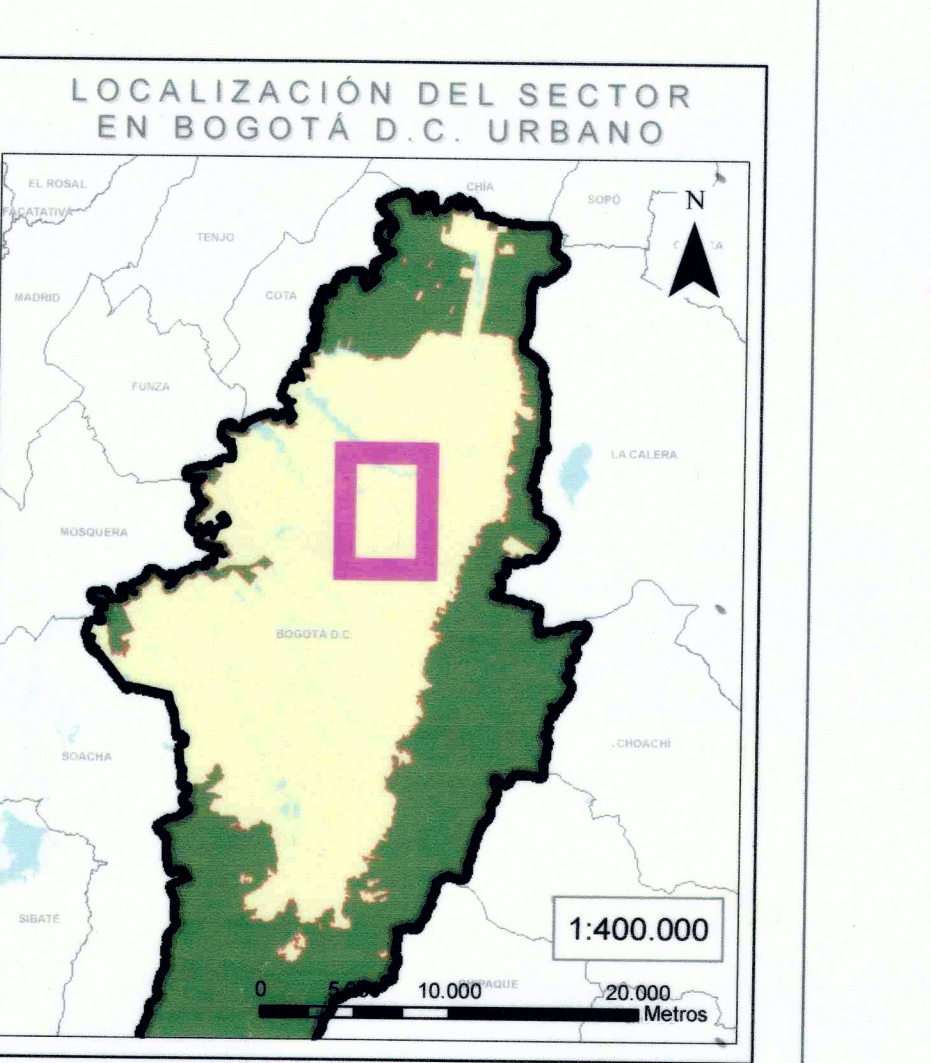 LOCALIZACIÓN DEL SECTOR
EN BOGOTÁ D.C. URBANO
EL ROSAL
CHÍA
SOPÓ
N
FACATATIVÁ
TENJO
MADRID
COTA
FUNZA
LA CALERA
MOSQUERA
BOGOTÁ D.C.
SOACHA
CHOACHÍ
SIBATÉ
1:400.000
0
10.000
20.000
Metros